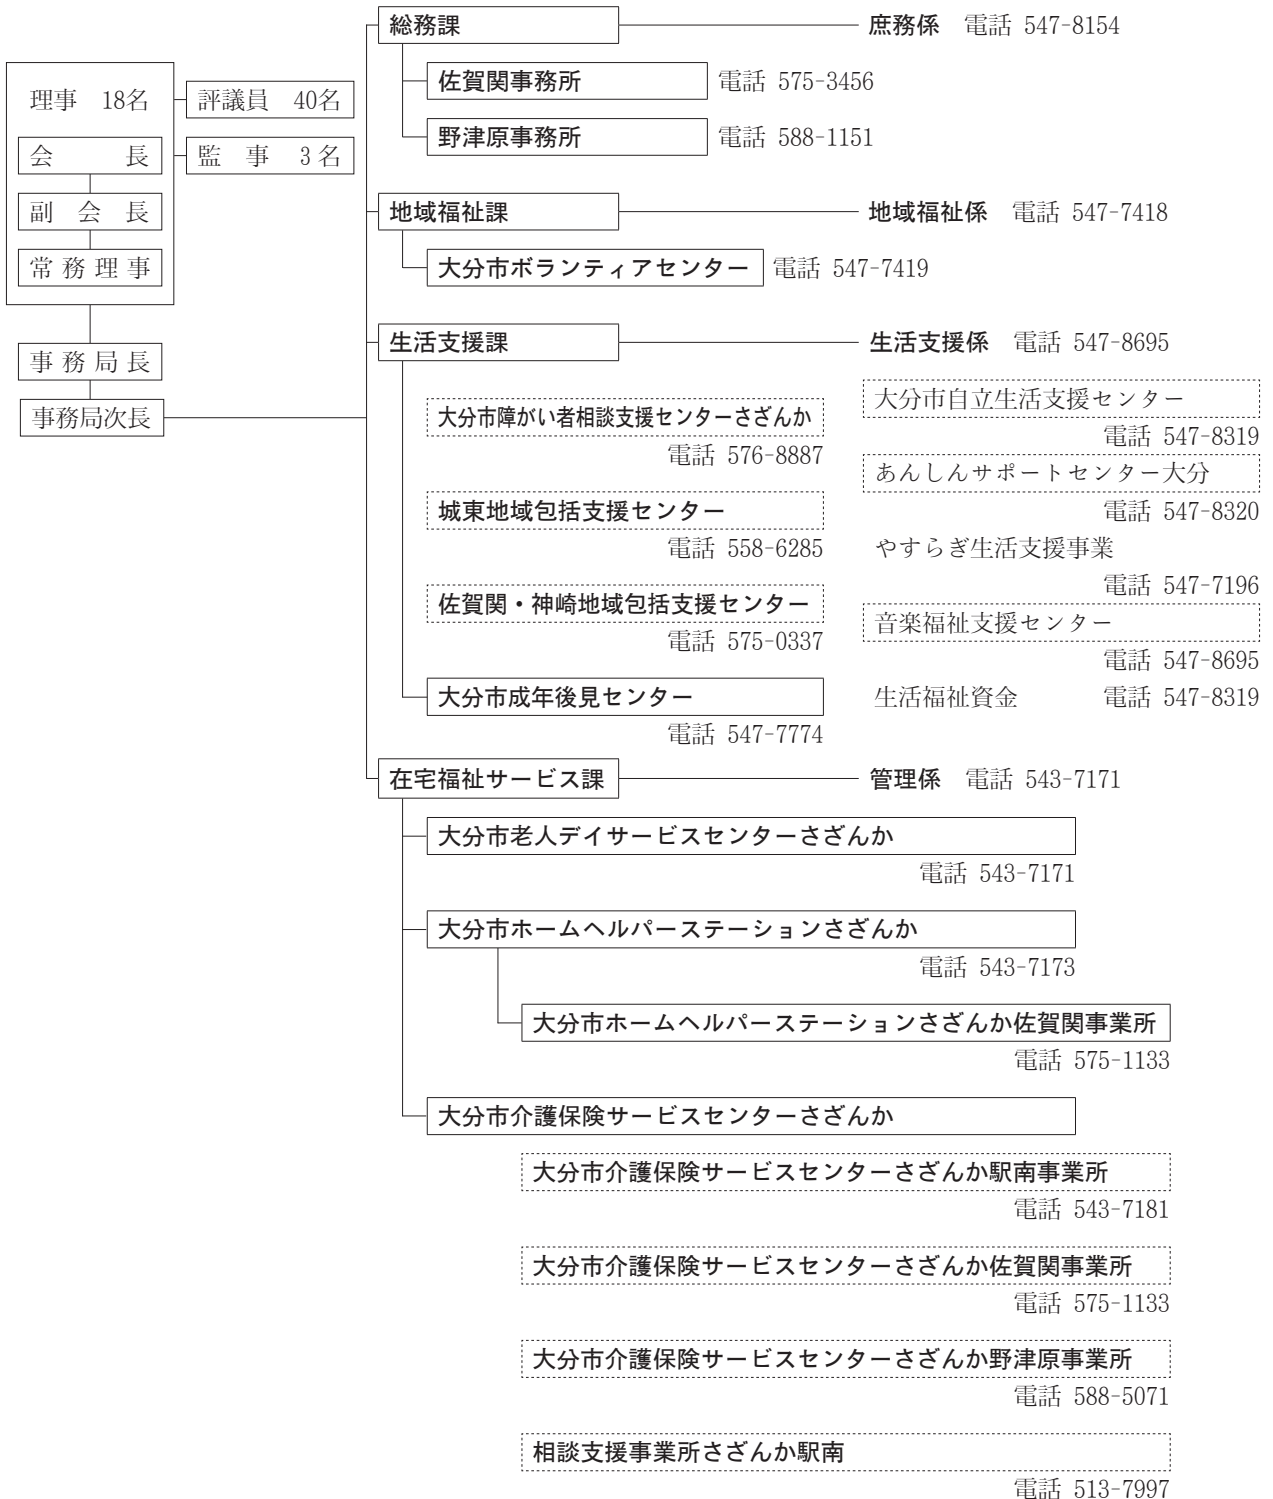 総務課
庶務係　電話 547-8154
佐賀関事務所　電話 575-3456
野津原事務所　電話 588-1151
理事　18名
評議員　40名
会長
監事　3名
副会長
常務理事
事務局長
事務局次長
地域福祉課
地域福祉係　電話 547-7418
大分市ボランティアセンター　電話 547-7419
生活支援課
生活支援係　電話 547-8695
大分市障がい者相談支援センターさざんか
電話 576-8887
城東地域包括支援センター
電話 558-6285
佐賀関・神崎地域包括支援センター
電話 575-0337
大分市成年後見センター
電話 547-7774
大分市自立生活支援センター
電話 547-8319
あんしんサポートセンター大分
電話 547-8320
やすらぎ生活支援事業
電話 547-7196
音楽福祉支援センター
電話 547-8695
生活福祉資金　電話 547-8319
在宅福祉サービス課
管理係　電話 543-7171
大分市老人デイサービスセンターさざんか
電話 543-7171
大分市ホームヘルパーステーションさざんか
電話 543-7173
大分市ホームヘルパーステーションさざんか佐賀関事業所
電話 575-1133
大分市介護保険サービスセンターさざんか
大分市介護保険サービスセンターさざんか駅南事業所
電話 543-7181
大分市介護保険サービスセンターさざんか佐賀関事業所
電話 575-1133
大分市介護保険サービスセンターさざんか野津原事業所
電話 588-5071
相談支援事業所さざんか駅南
電話 513-7997